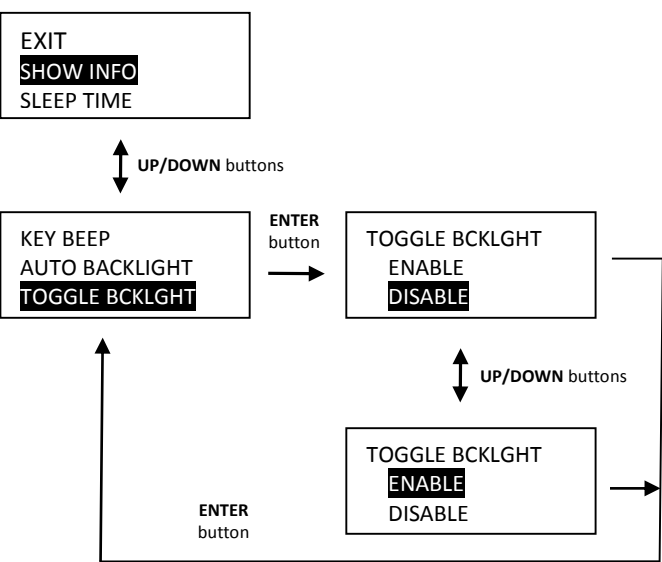 EXIT
SHOW INFO
SLEEP TIME
UP/DOWN buttons
KEY BEEP
AUTO BACKLIGHT
TOGGLE BCKLGHT
ENTER
button
TOGGLE BCKLGHT
ENABLE
DISABLE
UP/DOWN buttons
TOGGLE BCKLGHT
ENABLE
DISABLE
ENTER
button